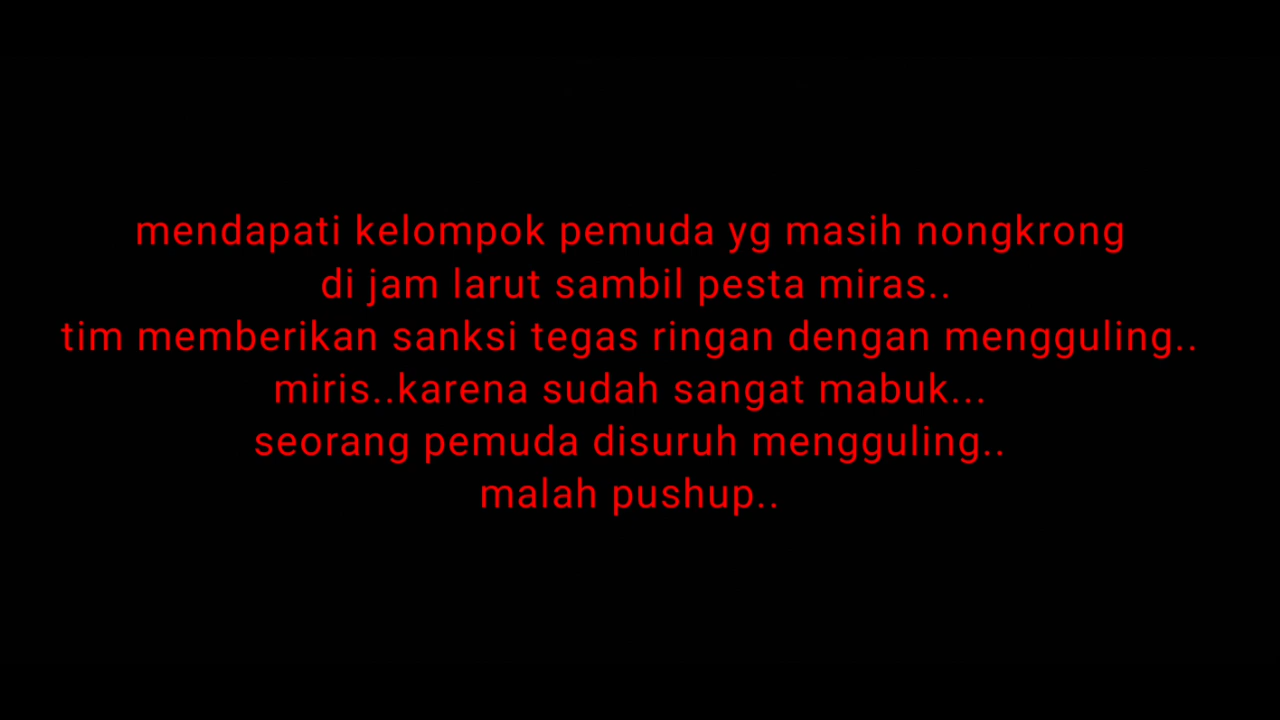 mendapati kelompok pemuda yg masih nongkrong
di jam larut sambil pesta miras..
tim memberikan sanksi tegas ringan dengan mengguling..
miris..karena sudah sangat mabuk...
seorang pemuda disuruh mengguling..
malah pushup..